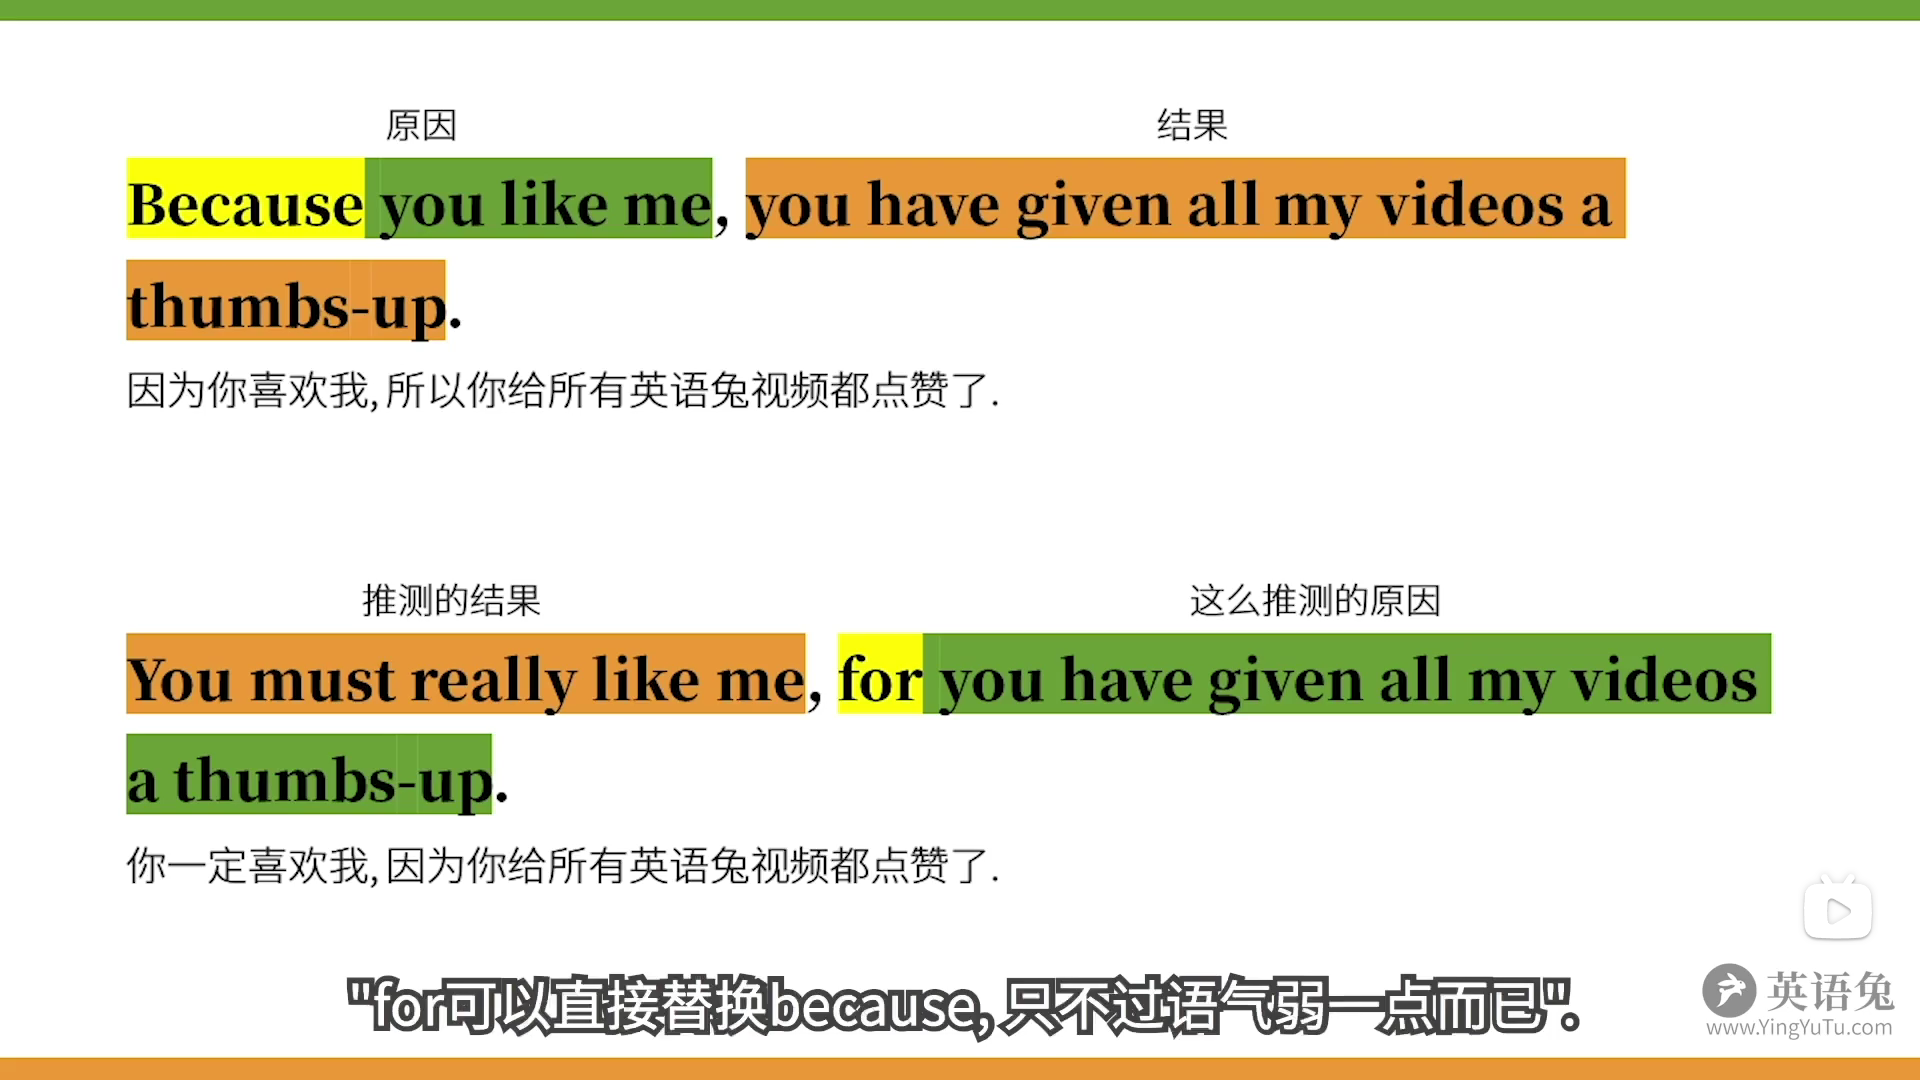 原因
结果
Because you like me, you have given all my videos a
thumbs-up.
因为你喜欢我,所以你给所有英语兔视频都点赞了.
推测的结果
这么推测的原因
You must really like me, for you have given all my videos
a thumbs-up.
你一定喜欢我,因为你给所有英语兔视频都点赞了.
"for可以直接替换because,只不过语气弱一点而已".
英语兔
www.YingYuTu.com